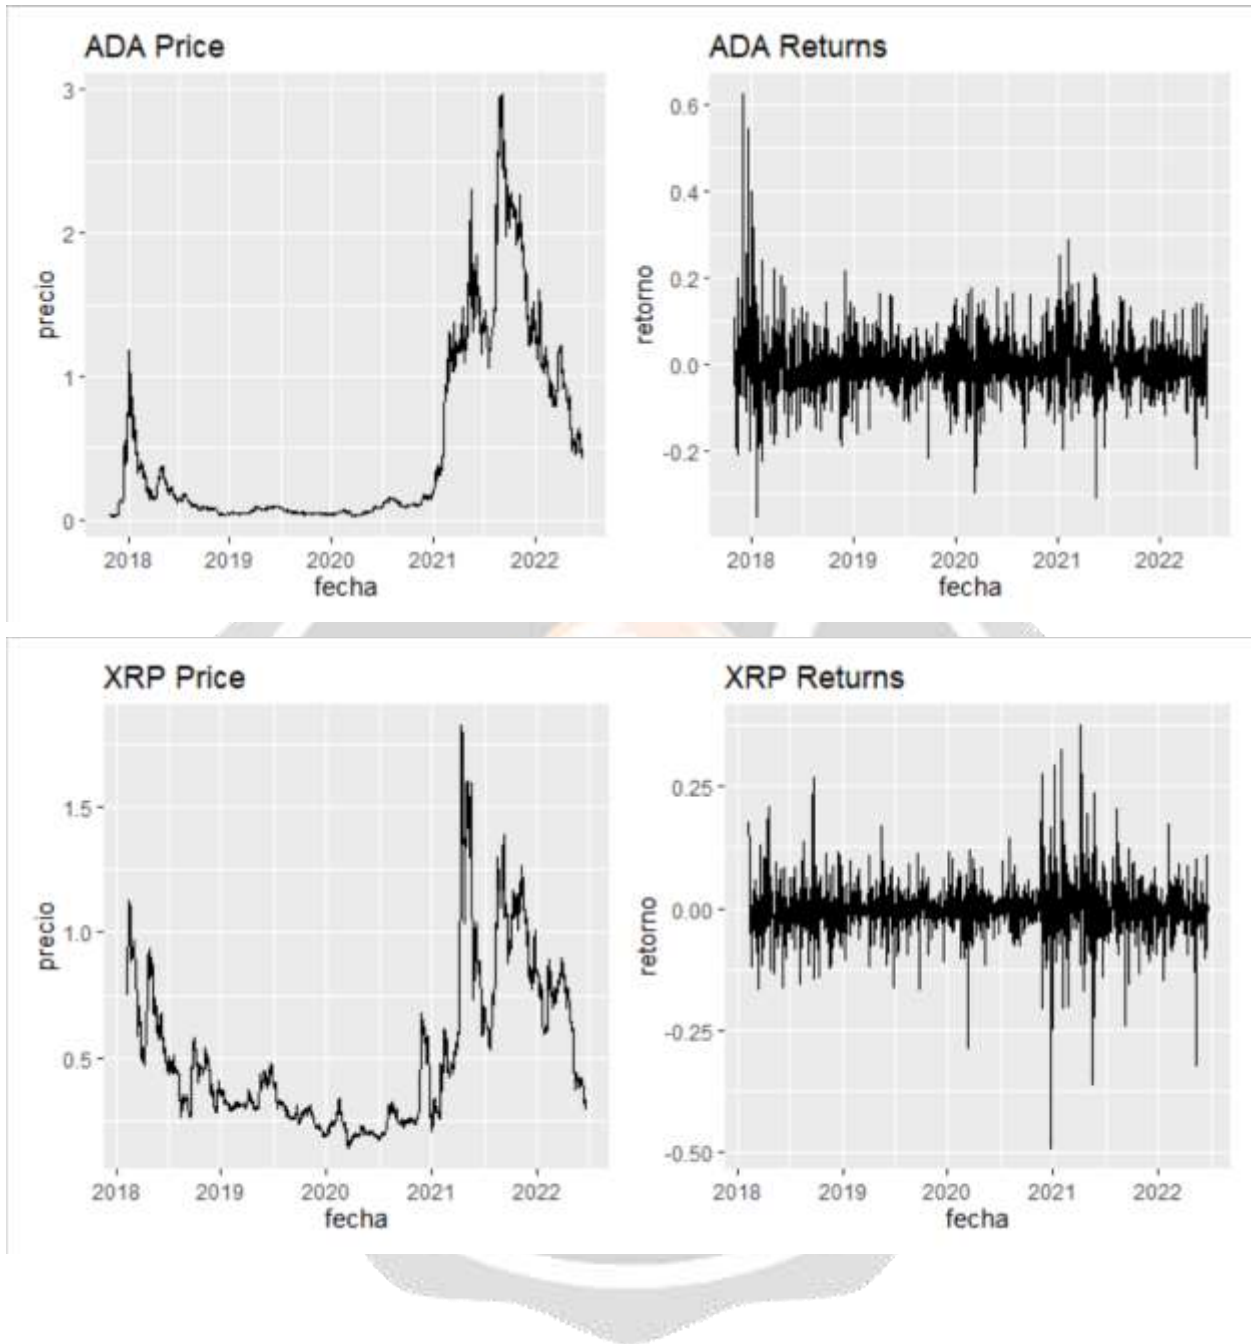 ADA Price
3
2
1
0
precio
2018 2019 2020 2021 2022
fecha
ADA Returns
0.6
0.4
0.2
0.0
-0.2
retorno
2018 2019 2020 2021 2022
fecha
XRP Price
1.5
1.0
0.5
precio
2018 2019 2020 2021 2022
fecha
XRP Returns
0.25
0.00
-0.25
-0.50
retorno
2018 2019 2020 2021 2022
fecha